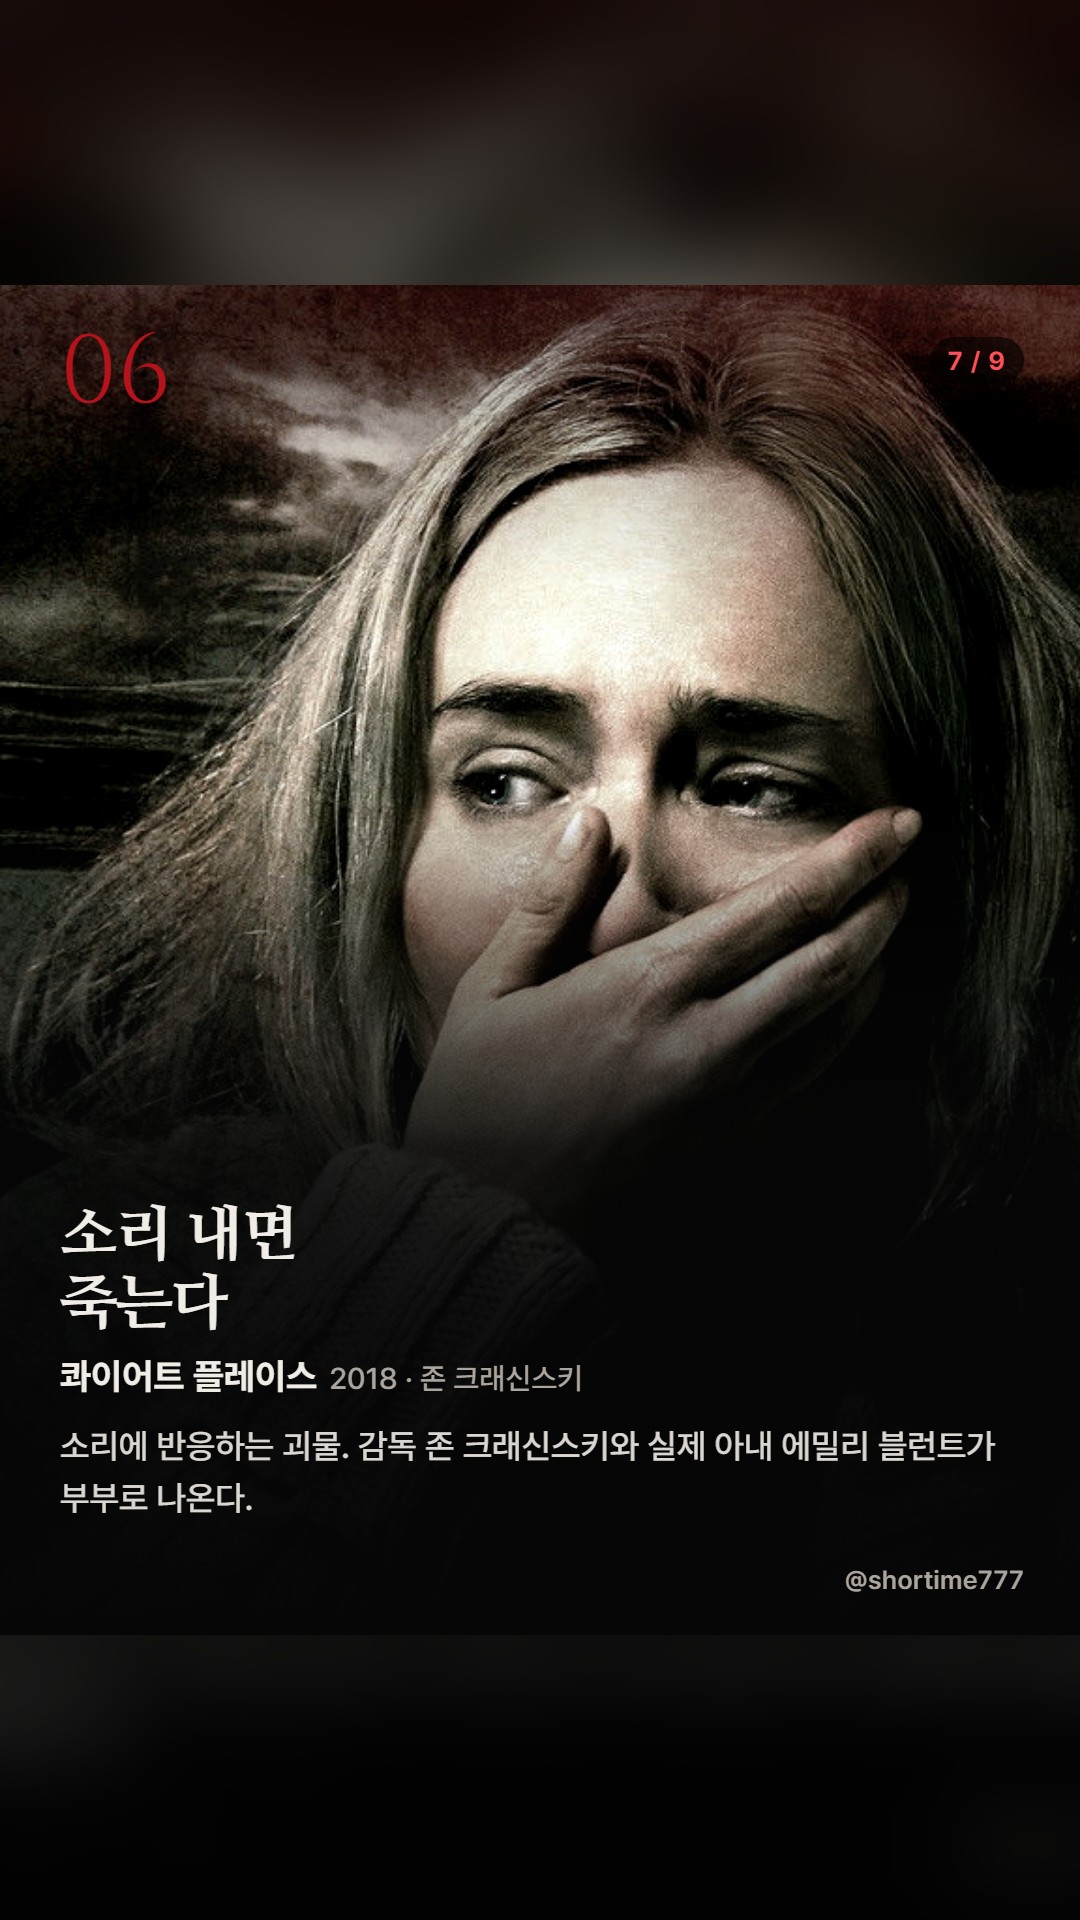 06
7 / 9
소리 내면
죽는다
콰이어트 플레이스 2018 · 존 크래신스키
소리에 반응하는 괴물. 감독 존 크래신스키와 실제 아내 에밀리 블런트가
부부로 나온다.
@shortime777